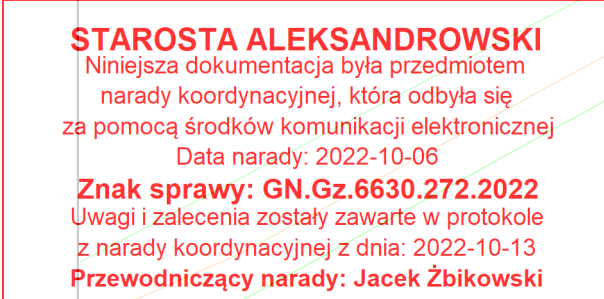 STAROSTA ALEKSANDROWSKI
Niniejsza dokumentacja była przedmiotem
narady koordynacyjnej, która odbyła się
za pomocą środków komunikacji elektronicznej
Data narady: 2022-10-06
Znak sprawy: GN.Gz.6630.272.2022
Uwagi i zalecenia zostały zawarte w protokole
z narady koordynacyjnej z dnia: 2022-10-13
Przewodniczący narady: Jacek Żbikowski